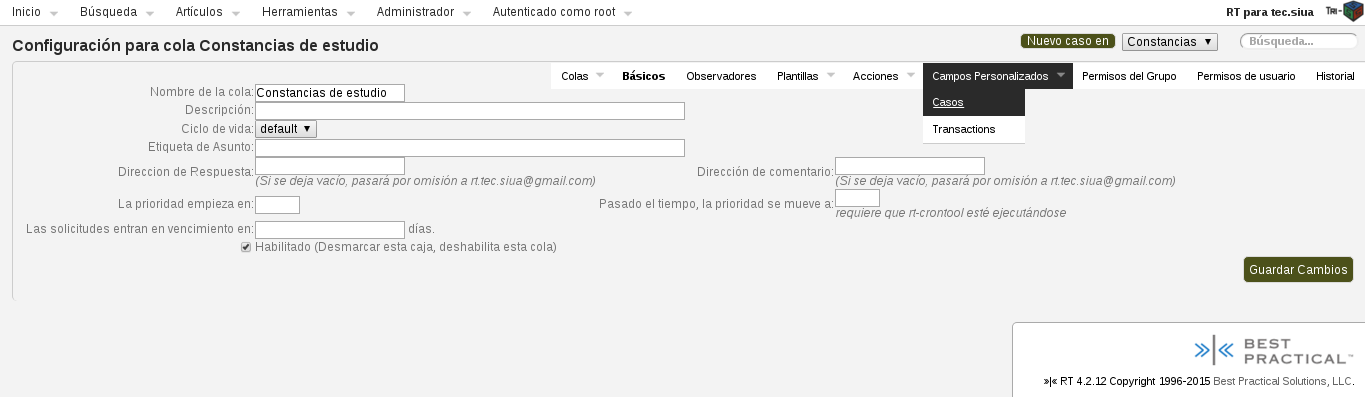 Inicio Búsqueda Artículos Herramientas Administrador Autenticado como root RT para tec.siua TRI-
Configuración para cola Constancias de estudio Nuevo caso en Constancias Búsqueda...
Colas Básicos Observadores Plantillas Acciones Campos Personalizados Permisos del Grupo Permisos de usuario Historial
Nombre de la cola: Constancias de estudio
Casos
Descripción:
Ciclo de vida: default
Transactions
Etiqueta de Asunto:
Direccion de Respuesta: Dirección de comentario:
(Si se deja vacío, pasará por omisión a rt.tec.siua@gmail.com) (Si se deja vacío, pasará por omisión a rt.tec.siua@gmail.com)
La prioridad empieza en: Pasado el tiempo, la prioridad se mueve a:
requiere que rt-crontool esté ejecutándose
Las solicitudes entran en vencimiento en: días.
Habilitado (Desmarcar esta caja, deshabilita esta cola)
Guardar Cambios
»|« BEST
PRACTICAL™
»|« RT 4.2.12 Copyright 1996-2015 Best Practical Solutions, LLC.